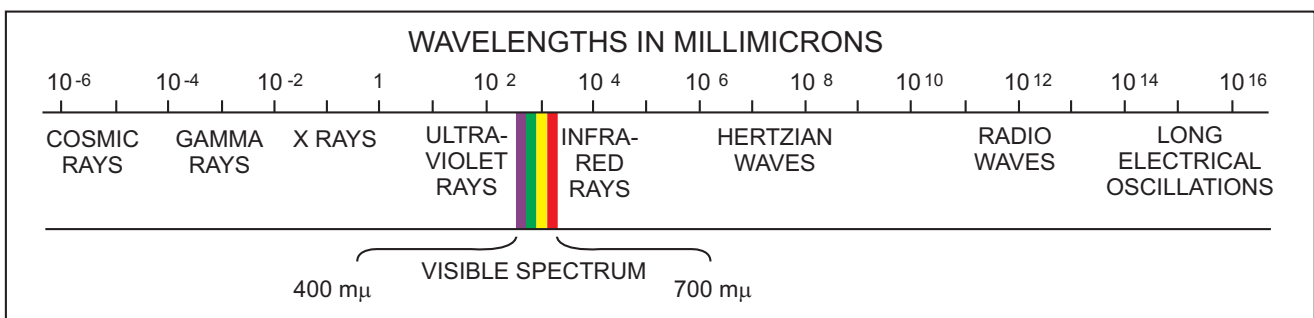 WAVELENGTHS IN MILLIMICRONS
10-6 10-4 10-2 1 10 2 10 4 10 6 10 8 10 10 10 12 10 14 10 16
COSMIC RAYS
GAMMA RAYS
X RAYS
ULTRA-
VIOLET
RAYS
INFRA-
RED
RAYS
HERTZIAN
WAVES
RADIO
WAVES
LONG
ELECTRICAL
OSCILLATIONS
VISIBLE SPECTRUM
400 mµ
700 mµ